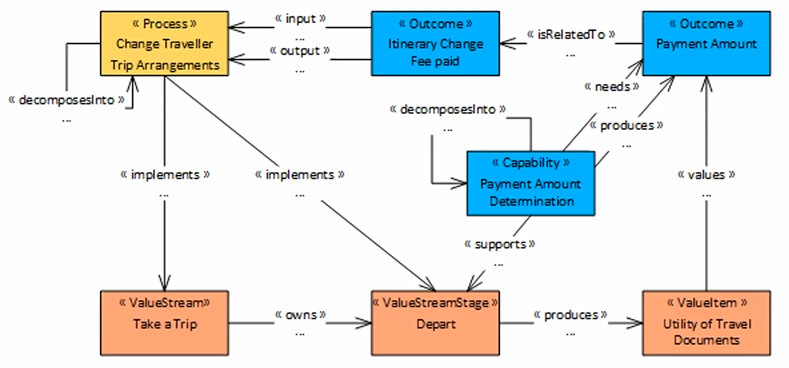 « Process »
Change Traveller
Trip Arrangements
« input »
...
« output »
...
« Outcome »
Itinerary Change
Fee paid
« isRelatedTo »
...
« Outcome »
Payment Amount
« decomposesInto »
...
« decomposesInto »
...
« needs »
...
« produces »
...
« Capability »
Payment Amount
Determination
« implements »
...
« implements »
...
« values »
...
« supports »
...
« ValueStream»
Take a Trip
« owns »
...
« ValueStreamStage »
Depart
« produces »
...
« ValueItem »
Utility of Travel
Documents